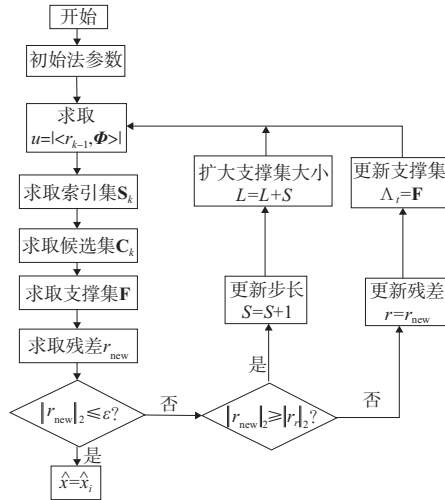 开始
初始法参数
求取
u=|<r_{k-1},Φ>|
求取索引集S_k
求取候选集C_k
求取支撑集F
求取残差r_new
‖r_new‖_2≤ε?
是
x̂=x̂_i
否
‖r_new‖_2≥‖r_r‖_2?
是
更新步长
S=S+1
扩大支撑集大小
L=L+S
否
更新残差
r=r_new
更新支撑集
Λ_t=F